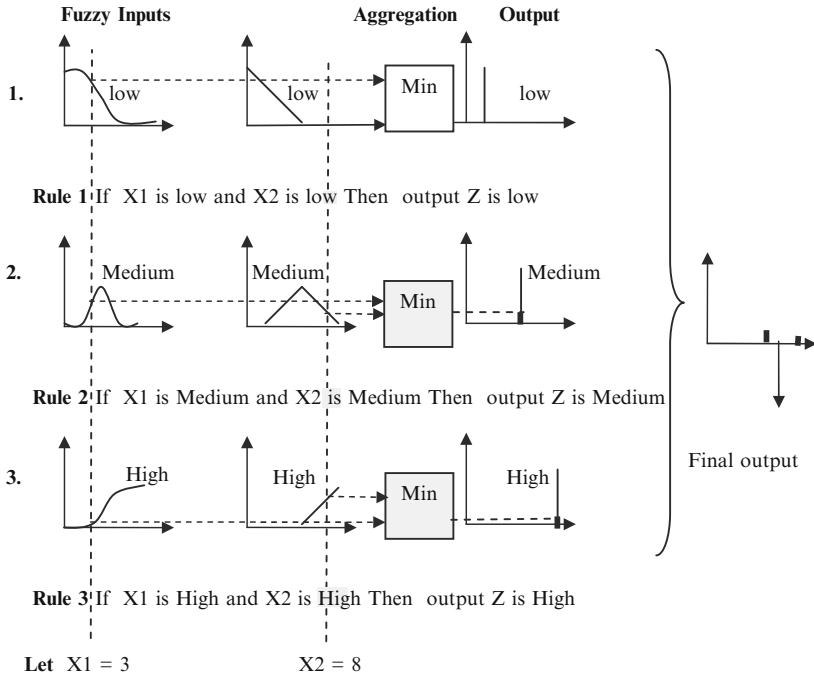 Fuzzy Inputs Aggregation Output
1. low low Min low
Rule 1 If X1 is low and X2 is low Then output Z is low
2. Medium Medium Min Medium
Rule 2 If X1 is Medium and X2 is Medium Then output Z is Medium
3. High High Min High
Final output
Rule 3 If X1 is High and X2 is High Then output Z is High
Let X1 = 3 X2 = 8